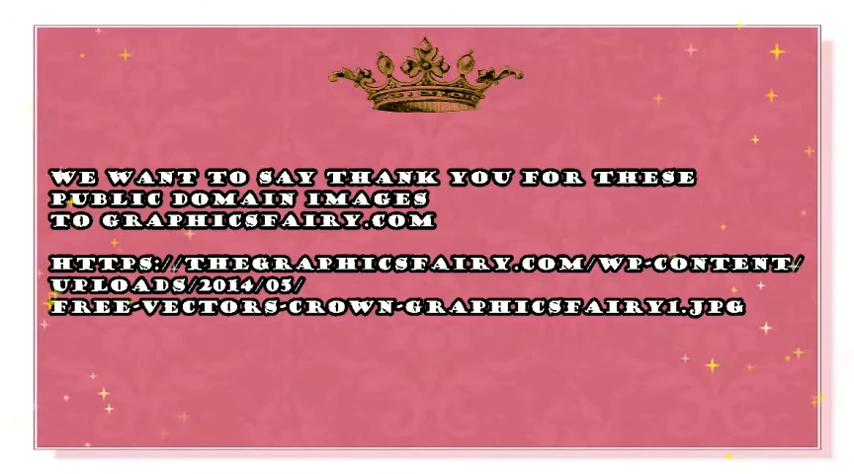 WE WANT TO SAY THANK YOU FOR THESE
PUBLIC DOMAIN IMAGES
TO GRAPHICSFAIRY.COM
HTTPS://THEGRAPHICSFAIRY.COM/WP-CONTENT/
UPLOADS/2014/05/
FREE-VECTORS-CROWN-GRAPHICSFAIRY1.JPG